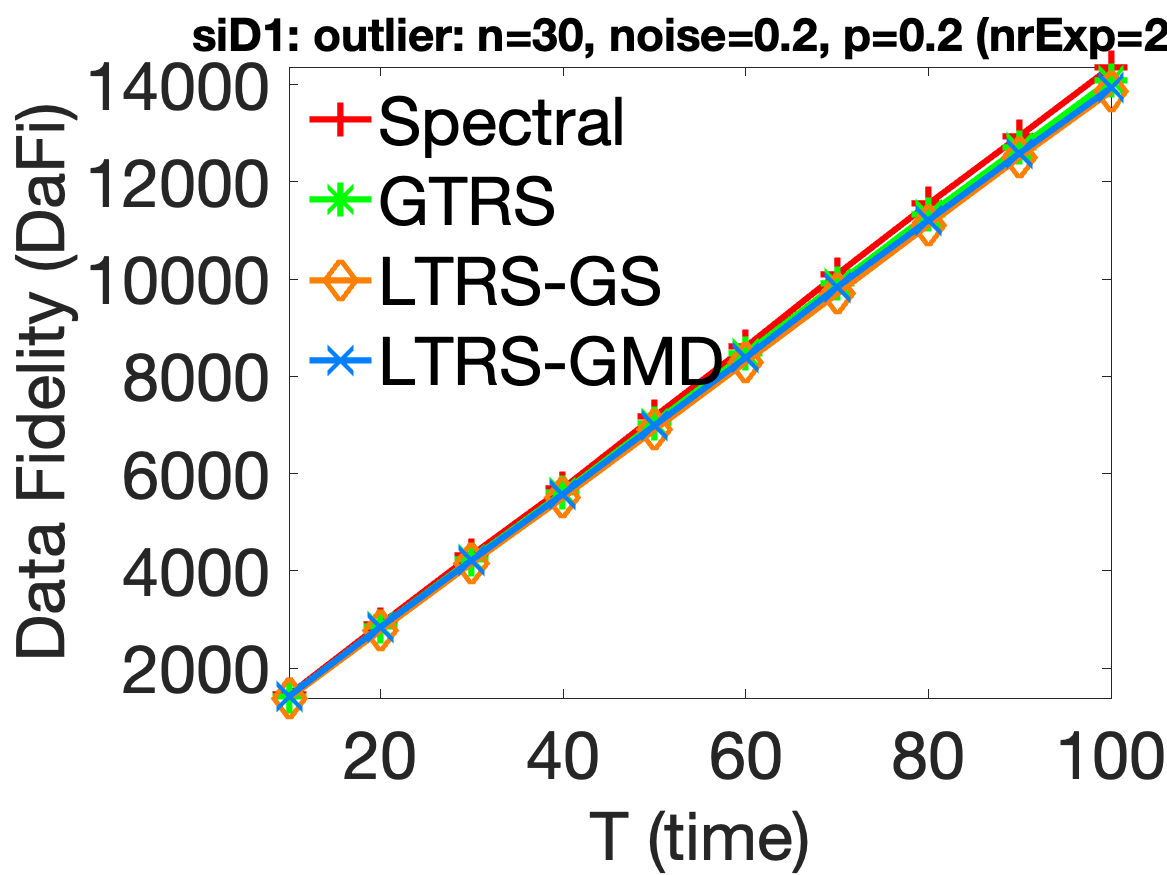 siD1: outlier: n=30, noise=0.2, p=0.2 (nrExp=2
Data Fidelity (DaFi)
14000
12000
10000
8000
6000
4000
2000
Spectral
GTRS
LTRS-GS
LTRS-GMD
20 40 60 80 100
T (time)